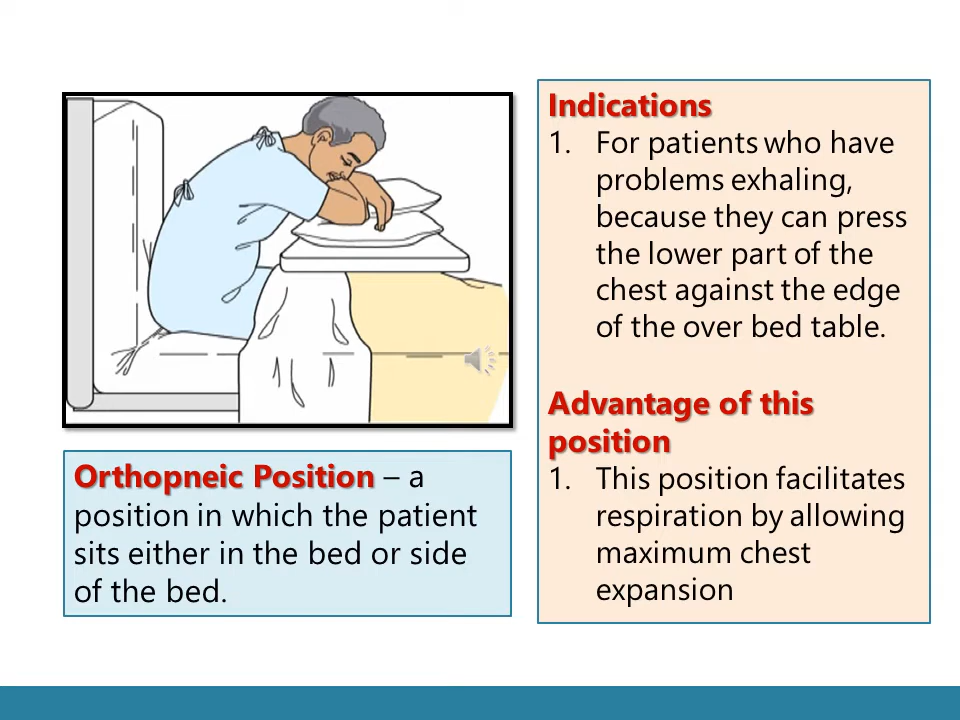 Orthopneic Position – a
position in which the patient
sits either in the bed or side
of the bed.
Indications
1. For patients who have
problems exhaling,
because they can press
the lower part of the
chest against the edge
of the over bed table.
Advantage of this
position
1. This position facilitates
respiration by allowing
maximum chest
expansion